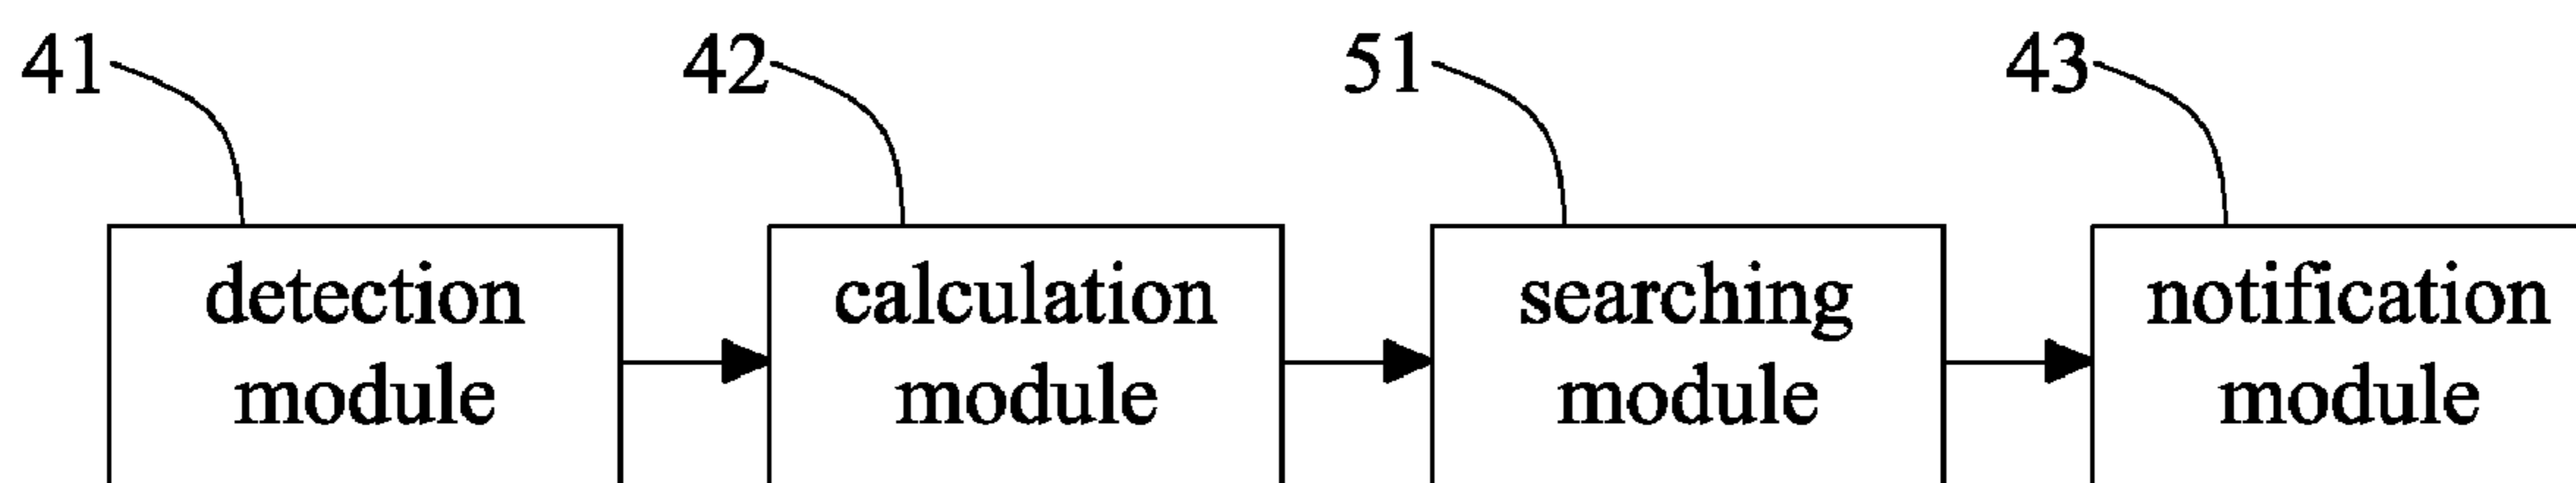 41 42 51 43
detection calculation searching notification
module module module module